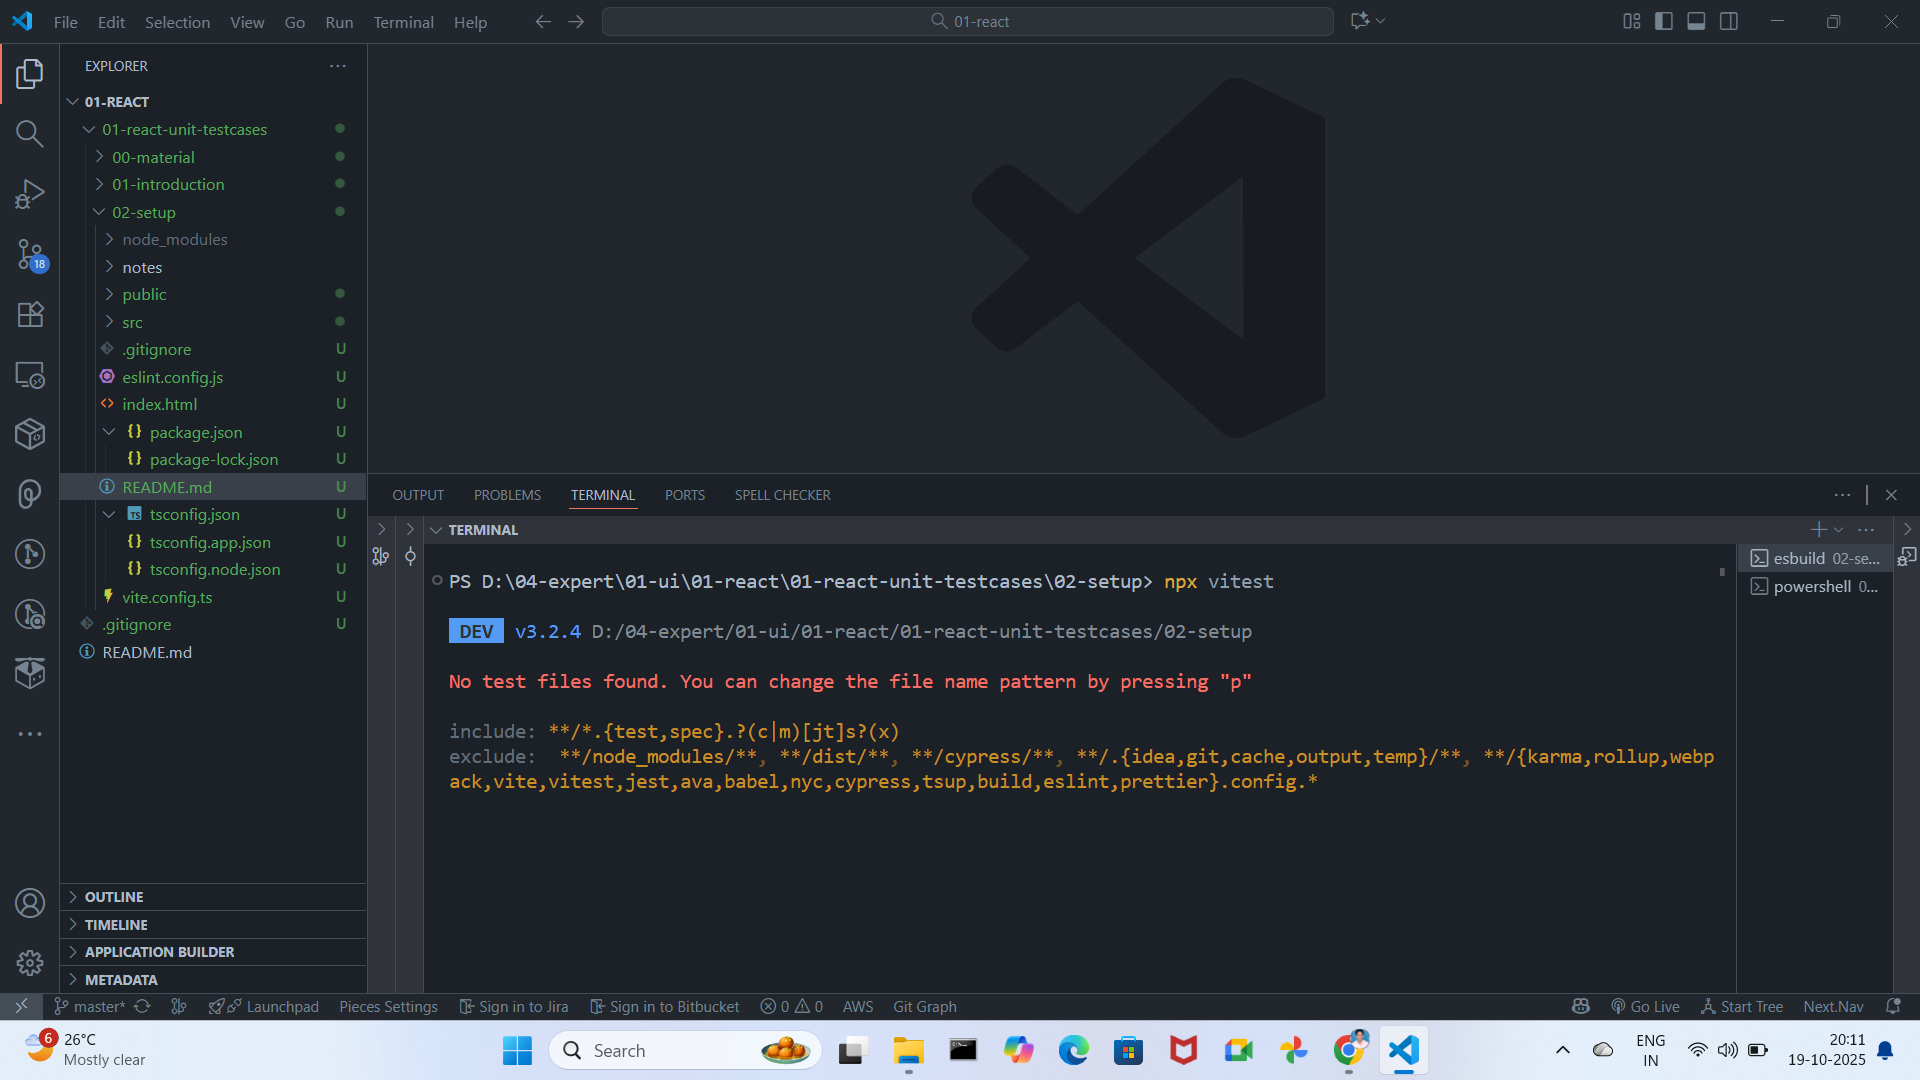 File Edit Selection View Go Run Terminal Help
01-react
EXPLORER
01-REACT
01-react-unit-testcases
00-material
01-introduction
02-setup
node_modules
notes
public
src
.gitignore U
eslint.config.js U
index.html U
package.json U
package-lock.json U
README.md U
tsconfig.json U
tsconfig.app.json U
tsconfig.node.json U
vite.config.ts U
.gitignore U
README.md
18
OUTLINE
TIMELINE
APPLICATION BUILDER
METADATA
OUTPUT PROBLEMS TERMINAL PORTS SPELL CHECKER
TERMINAL
PS D:\04-expert\01-ui\01-react\01-react-unit-testcases\02-setup> npx vitest
DEV v3.2.4 D:/04-expert/01-ui/01-react/01-react-unit-testcases/02-setup
No test files found. You can change the file name pattern by pressing "p"
include: **/*.{test,spec}.?(c|m)[jt]s?(x)
exclude: **/node_modules/**, **/dist/**, **/cypress/**, **/.{idea,git,cache,output,temp}/**, **/{karma,rollup,webp
ack,vite,vitest,jest,ava,babel,nyc,cypress,tsup,build,eslint,prettier}.config.*
esbuild 02-se...
powershell 0...
master* Launchpad Pieces Settings Sign in to Jira Sign in to Bitbucket 0 0 AWS Git Graph Go Live Start Tree Next.Nav
6
26°C
Mostly clear
Search
ENG
IN
20:11
19-10-2025